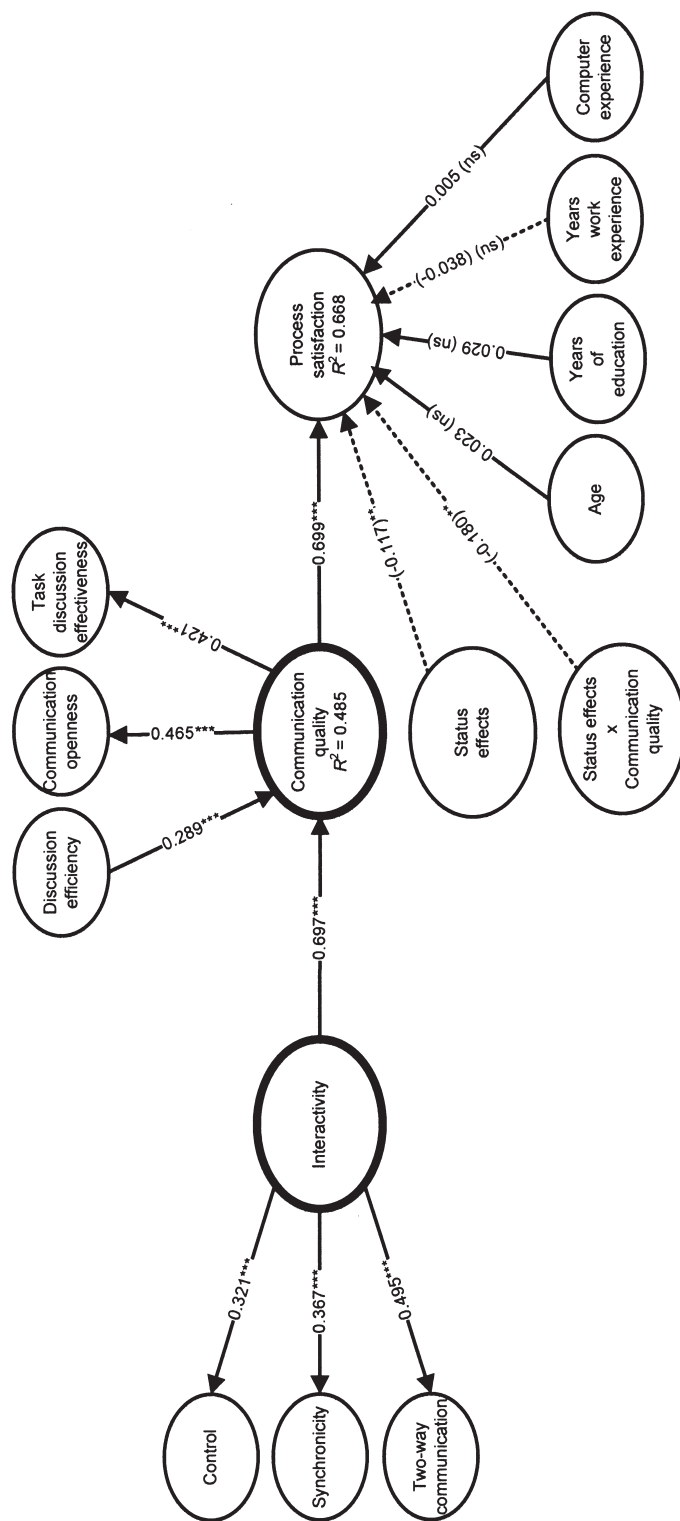 Control
Synchronicity
Two-way
communication
0.321***
0.367***
0.495***
Interactivity
0.697***
Discussion
efficiency
Communication
openness
Task
discussion
effectiveness
0.289***
0.465***
0.421***
Communication
quality
R² = 0.485
0.699***
Status
effects
Status effects
x
Communication
quality
(-0.117)**
(-0.180)**
Process
satisfaction
R² = 0.668
0.023 (ns)
0.029 (ns)
(-0.038) (ns)
0.005 (ns)
Age
Years
of
education
Years
work
experience
Computer
experience